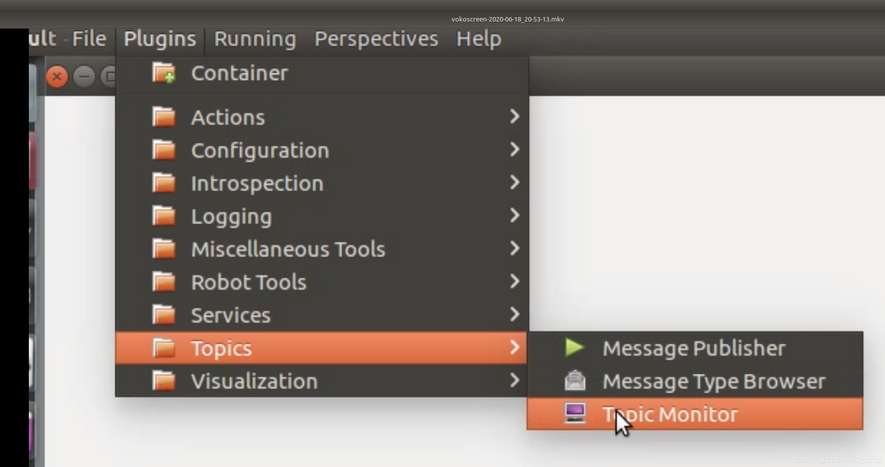 vokoscreen-2020-06-18_20-53-13.mkv
ult File Plugins Running Perspectives Help
Container
Actions
Configuration
Introspection
Logging
Miscellaneous Tools
Robot Tools
Services
Topics
Visualization
Message Publisher
Message Type Browser
Topic Monitor